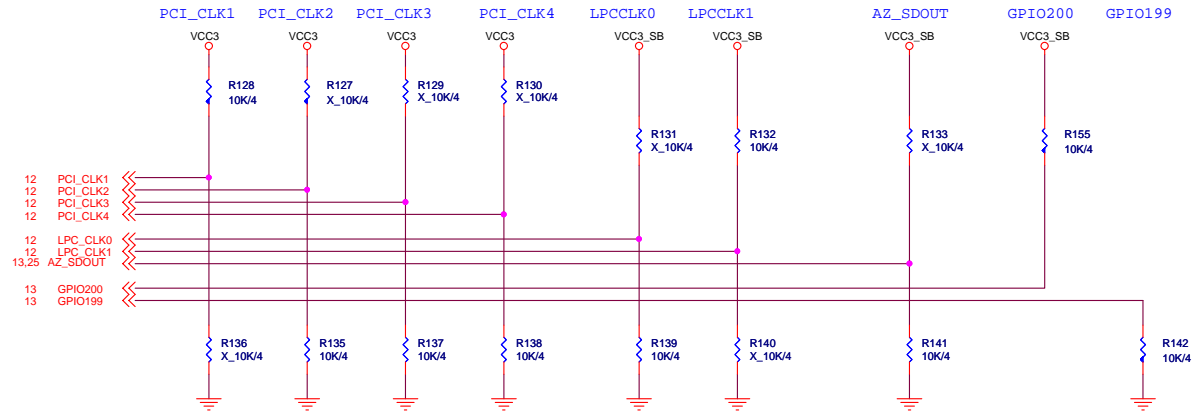 PCI_CLK1 PCI_CLK2 PCI_CLK3 PCI_CLK4 LPCCLK0 LPCCLK1 AZ_SDOUT GPIO200 GPIO199
VCC3 VCC3 VCC3 VCC3 VCC3_SB VCC3_SB VCC3_SB VCC3_SB
R128 R127 R129 R130
10K/4 X_10K/4 X_10K/4 X_10K/4
R131 R132 R133 R155
X_10K/4 10K/4 X_10K/4 10K/4
12 PCI_CLK1
12 PCI_CLK2
12 PCI_CLK3
12 PCI_CLK4
12 LPC_CLK0
12 LPC_CLK1
13,25 AZ_SDOUT
13 GPIO200
13 GPIO199
R136 R135 R137 R138 R139 R140 R141 R142
X_10K/4 10K/4 10K/4 10K/4 10K/4 X_10K/4 10K/4 10K/4